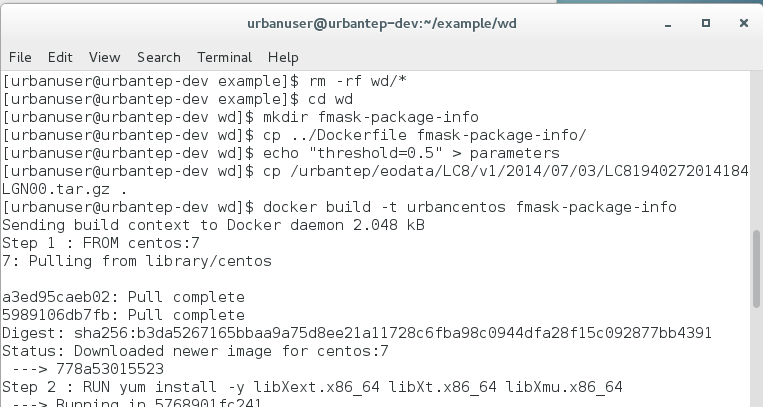 urbanuser@urbantep-dev:~/example/wd
File Edit View Search Terminal Help
[urbanuser@urbantep-dev example]$ rm -rf wd/*
[urbanuser@urbantep-dev example]$ cd wd
[urbanuser@urbantep-dev wd]$ mkdir fmask-package-info
[urbanuser@urbantep-dev wd]$ cp ../Dockerfile fmask-package-info/
[urbanuser@urbantep-dev wd]$ echo "threshold=0.5" > parameters
[urbanuser@urbantep-dev wd]$ cp /urbantep/eodata/LC8/v1/2014/07/03/LC81940272014184
LGN00.tar.gz .
[urbanuser@urbantep-dev wd]$ docker build -t urbancentos fmask-package-info
Sending build context to Docker daemon 2.048 kB
Step 1 : FROM centos:7
7: Pulling from library/centos
a3ed95caeb02: Pull complete
5989106db7fb: Pull complete
Digest: sha256:b3da5267165bbaa9a75d8ee21a11728c6fba98c0944dfa28f15c092877bb4391
Status: Downloaded newer image for centos:7
---> 778a53015523
Step 2 : RUN yum install -y libXext.x86_64 libXt.x86_64 libXmu.x86_64
---> Running in 5768901fc241